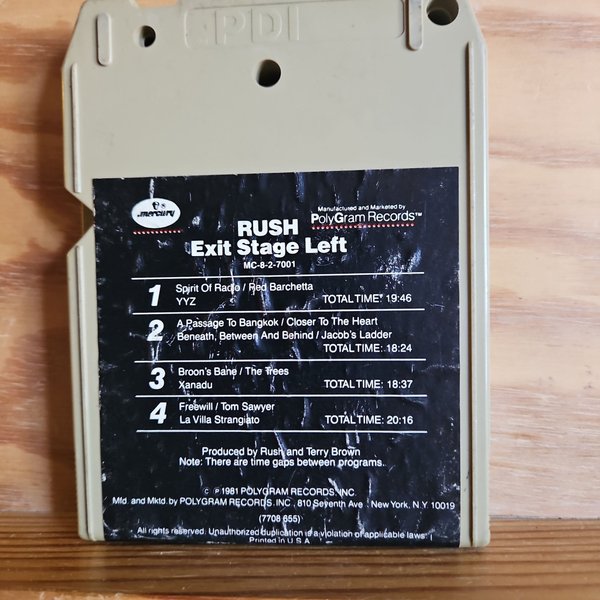 PDI
mercury
Manufactured and Marketed by
PolyGram Records™
RUSH
Exit Stage Left
MC-8-2-7001
1 Spirit Of Radio / Red Barchetta
YYZ TOTAL TIME: 19:46
2 A Passage To Bangkok / Closer To The Heart
Beneath, Between And Behind / Jacob's Ladder
TOTAL TIME: 18:24
3 Broon's Bane / The Trees
Xanadu TOTAL TIME: 18:37
4 Freewill / Tom Sawyer
La Villa Strangiato TOTAL TIME: 20:16
Produced by Rush and Terry Brown
Note: There are time gaps between programs.
© ℗ 1981 POLYGRAM RECORDS, INC.
Mfd. and Mktd. by POLYGRAM RECORDS, INC., 810 Seventh Ave., New York, N.Y. 10019
(7708 655)
All rights reserved. Unauthorized duplication is a violation of applicable laws.
Printed in U.S.A.